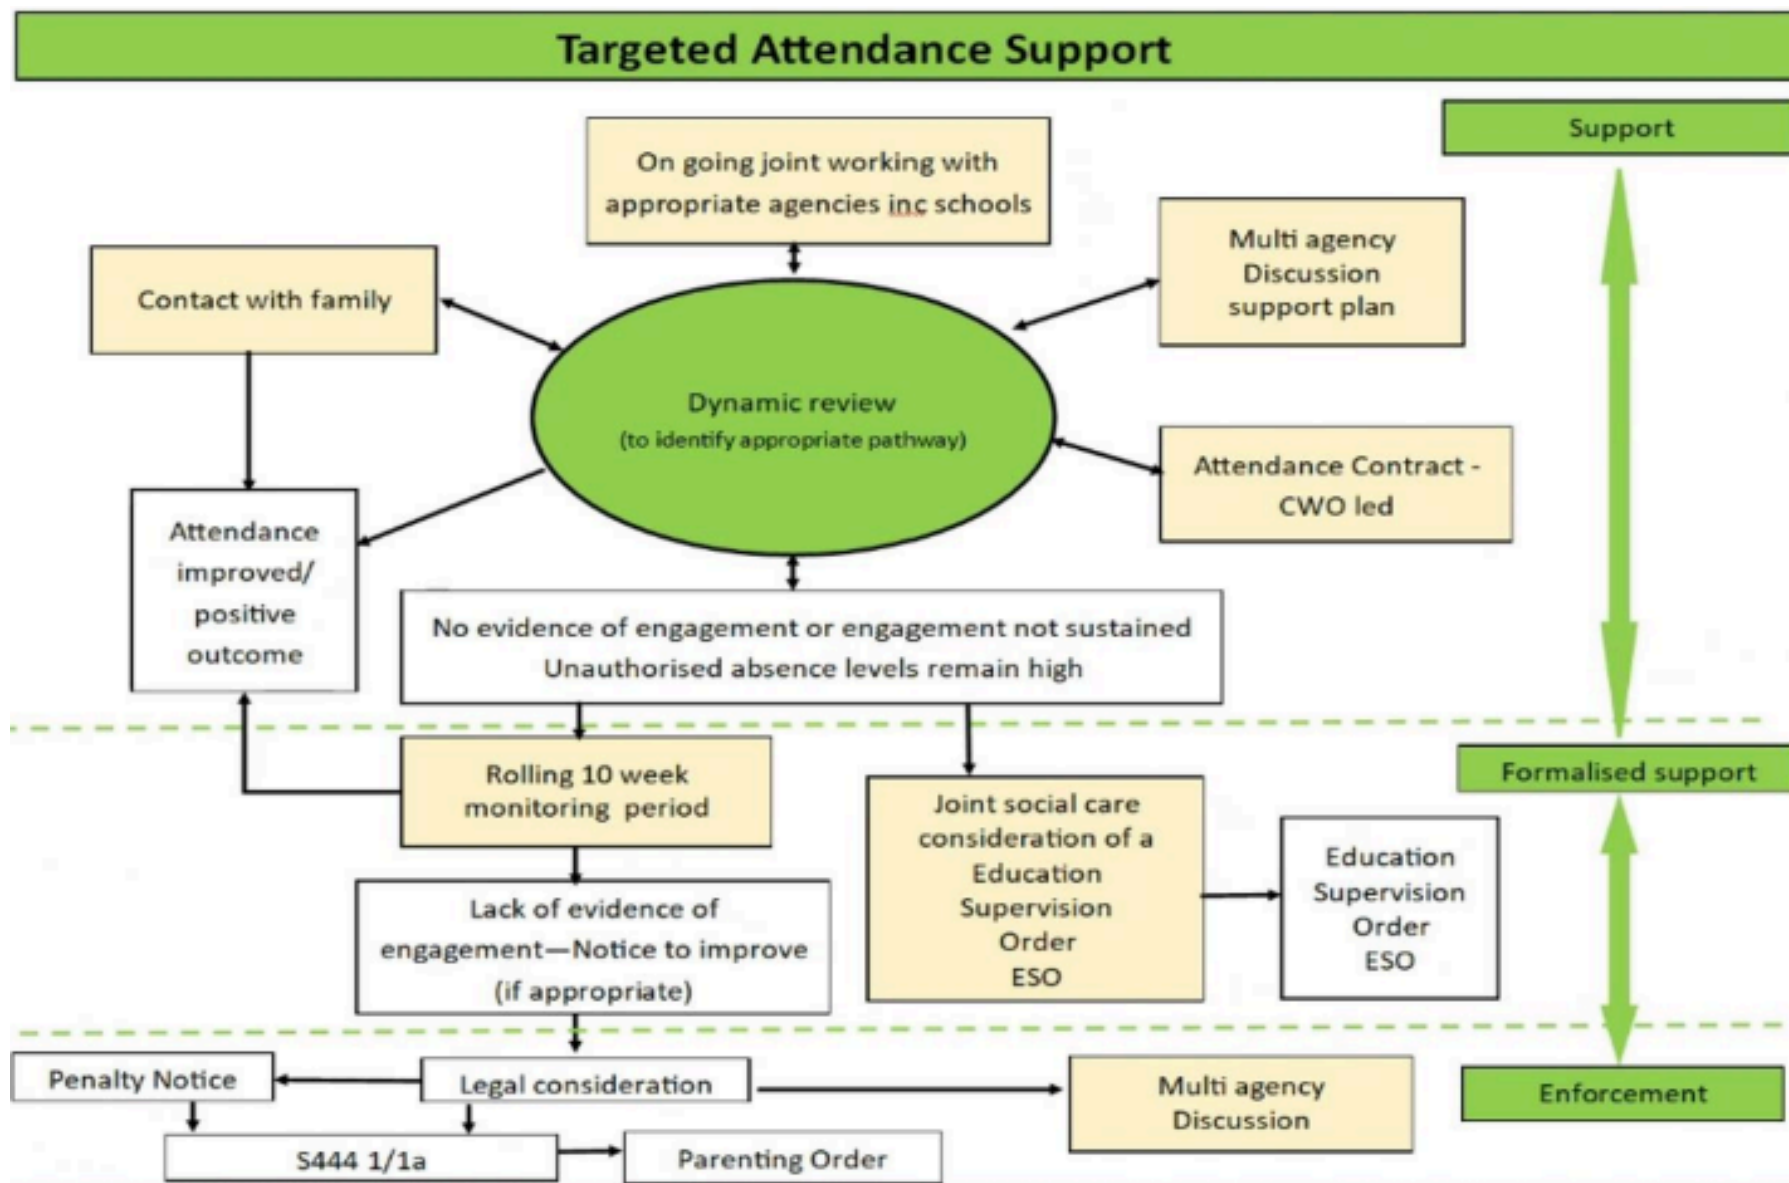 Targeted Attendance Support
Support
On going joint working with
appropriate agencies inc schools
Multi agency
Discussion
support plan
Contact with family
Dynamic review
(to identify appropriate pathway)
Attendance Contract -
CWO led
Attendance
improved/
positive
outcome
No evidence of engagement or engagement not sustained
Unauthorised absence levels remain high
Formalised support
Rolling 10 week
monitoring period
Joint social care
consideration of a
Education
Supervision
Order
ESO
Education
Supervision
Order
ESO
Lack of evidence of
engagement—Notice to improve
(if appropriate)
Penalty Notice
Legal consideration
Multi agency
Discussion
Enforcement
S444 1/1a
Parenting Order